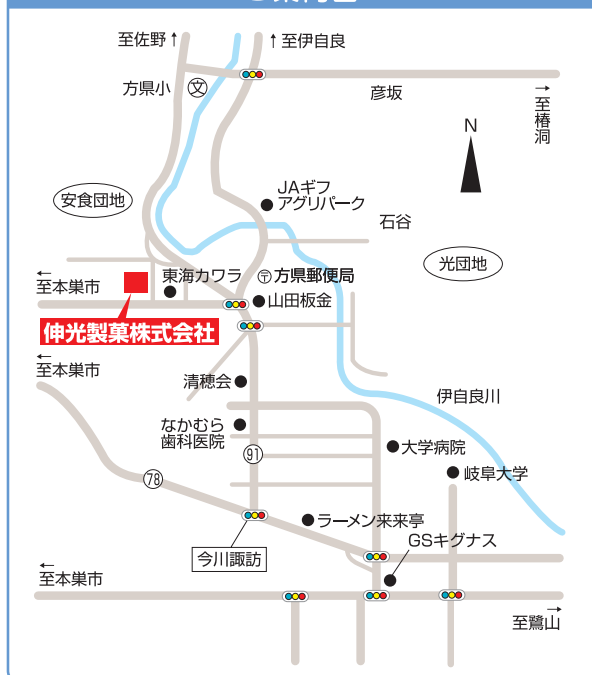 ご案内図
至佐野↑
↑至伊自良
方県小
文
彦坂
→
至椿洞
N
JAギフ
アグリパーク
安食団地
石谷
光団地
←
至本巣市
東海カワラ
〒方県郵便局
山田板金
伸光製菓株式会社
←
至本巣市
清穂会
伊自良川
なかむら
歯科医院
大学病院
91
岐阜大学
78
ラーメン来来亭
GSキグナス
今川諏訪
←
至本巣市
→
至鷺山